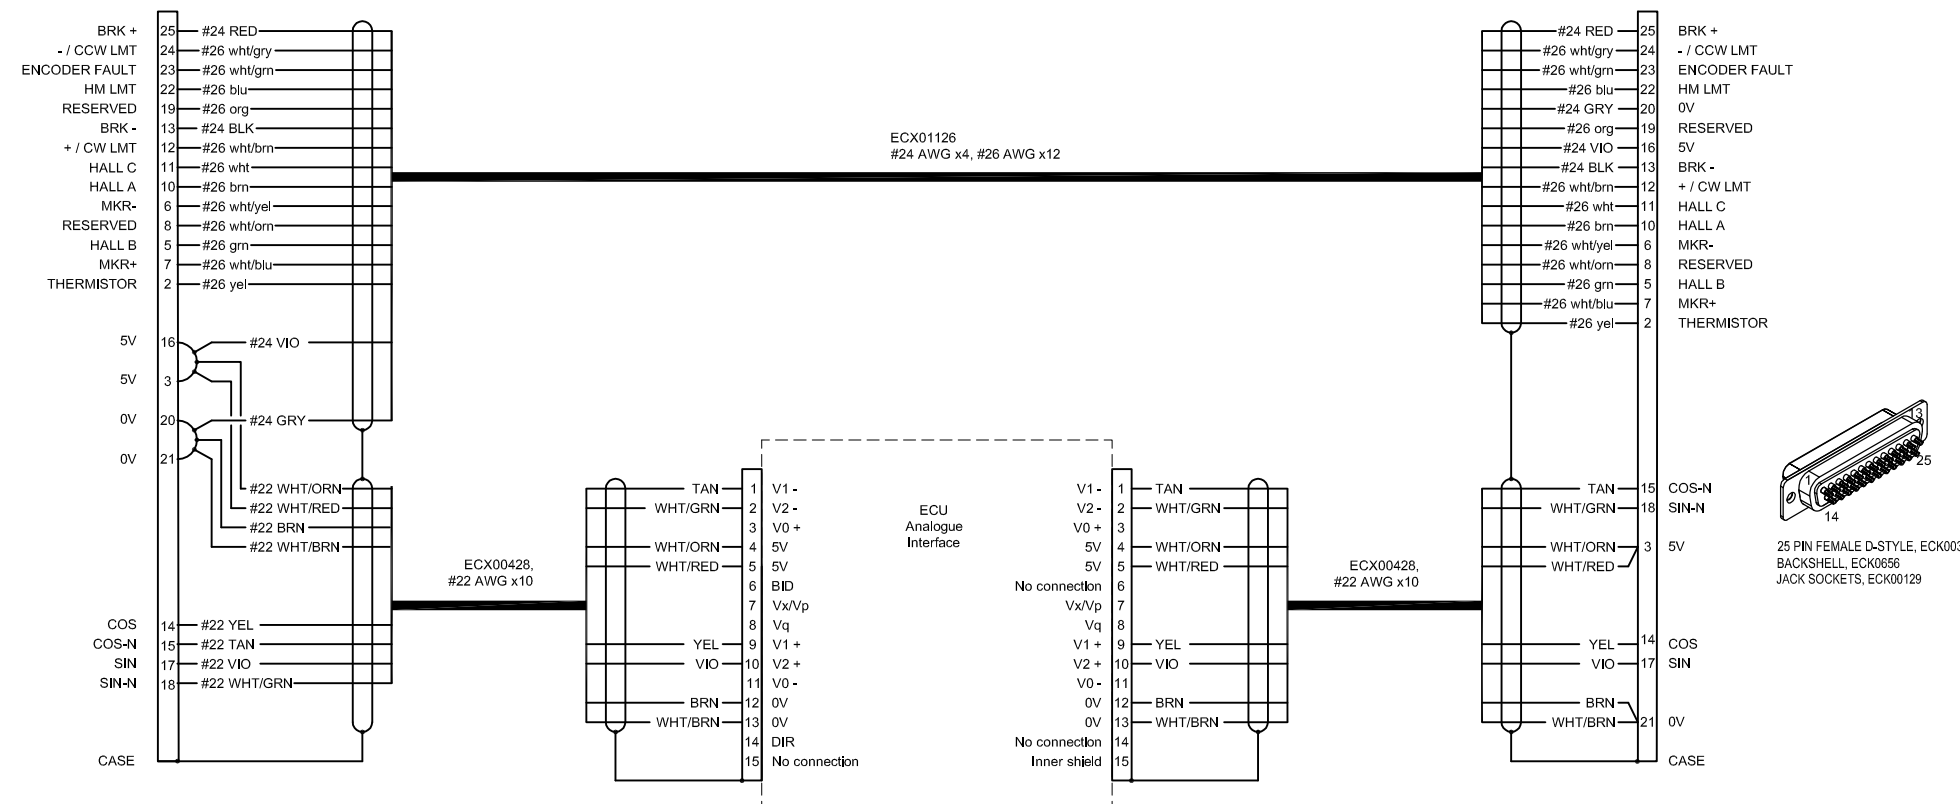 BRK + 25 #24 RED
- / CCW LMT 24 #26 wht/gry
ENCODER FAULT 23 #26 wht/grn
HM LMT 22 #26 blu
RESERVED 19 #26 org
BRK - 13 #24 BLK
+ / CW LMT 12 #26 wht/brn
HALL C 11 #26 wht
HALL A 10 #26 brn
MKR- 6 #26 wht/yel
RESERVED 8 #26 wht/orn
HALL B 5 #26 grn
MKR+ 7 #26 wht/blu
THERMISTOR 2 #26 yel
5V 16 #24 VIO
5V 3
0V 20 #24 GRY
0V 21
#22 WHT/ORN
#22 WHT/RED
#22 BRN
#22 WHT/BRN
COS 14 #22 YEL
COS-N 15 #22 TAN
SIN 17 #22 VIO
SIN-N 18 #22 WHT/GRN
CASE
ECX01126
#24 AWG x4, #26 AWG x12
ECX00428,
#22 AWG x10
TAN 1 V1 -
WHT/GRN 2 V2 -
3 V0 +
WHT/ORN 4 5V
WHT/RED 5 5V
6 BID
7 Vx/Vp
8 Vq
YEL 9 V1 +
VIO 10 V2 +
11 V0 -
BRN 12 0V
WHT/BRN 13 0V
14 DIR
15 No connection
ECU
Analogue
Interface
V1 - 1 TAN
V2 - 2 WHT/GRN
V0 + 3
5V 4 WHT/ORN
5V 5 WHT/RED
No connection 6
Vx/Vp 7
Vq 8
V1 + 9 YEL
V2 + 10 VIO
V0 - 11
0V 12 BRN
0V 13 WHT/BRN
No connection 14
Inner shield 15
ECX00428,
#22 AWG x10
#24 RED 25 BRK +
#26 wht/gry 24 - / CCW LMT
#26 wht/grn 23 ENCODER FAULT
#26 blu 22 HM LMT
#24 GRY 20 0V
#26 org 19 RESERVED
#24 VIO 16 5V
#24 BLK 13 BRK -
#26 wht/brn 12 + / CW LMT
#26 wht 11 HALL C
#26 brn 10 HALL A
#26 wht/yel 6 MKR-
#26 wht/orn 8 RESERVED
#26 grn 5 HALL B
#26 wht/blu 7 MKR+
#26 yel 2 THERMISTOR
TAN 15 COS-N
WHT/GRN 18 SIN-N
WHT/ORN 3 5V
WHT/RED
YEL 14 COS
VIO 17 SIN
BRN
WHT/BRN 21 0V
CASE
13
25
1
14
25 PIN FEMALE D-STYLE,
BACKSHELL, ECK0656
JACK SOCKETS, ECK00129